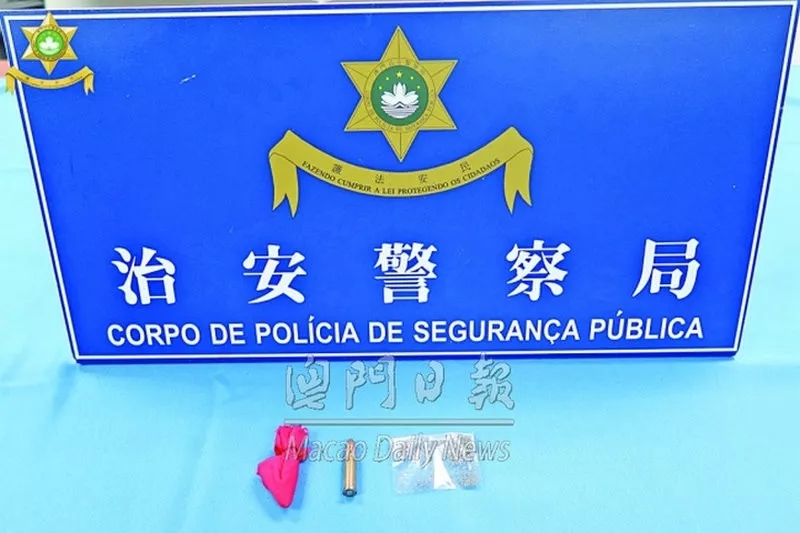 護法安民
FAZENDO CUMPRIR A LEI PROTEGENDO OS CIDADÃOS
治安警察局
CORPO DE POLÍCIA DE SEGURANÇA PÚBLICA
澳門日報
Macao Daily News